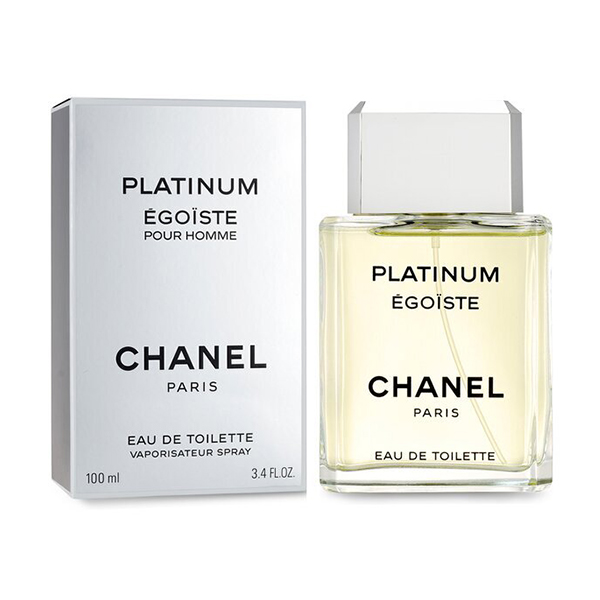 PLATINUM
ÉGOÏSTE
POUR HOMME
CHANEL
PARIS
EAU DE TOILETTE
VAPORISATEUR SPRAY
100 ml 3.4 FL.OZ.
PLATINUM
ÉGOÏSTE
CHANEL
PARIS
EAU DE TOILETTE